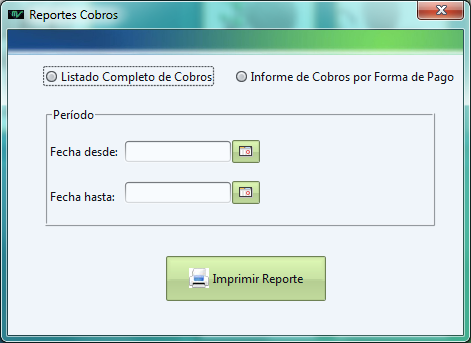 Reportes Cobros
Listado Completo de Cobros
Informe de Cobros por Forma de Pago
Período
Fecha desde:
Fecha hasta:
Imprimir Reporte